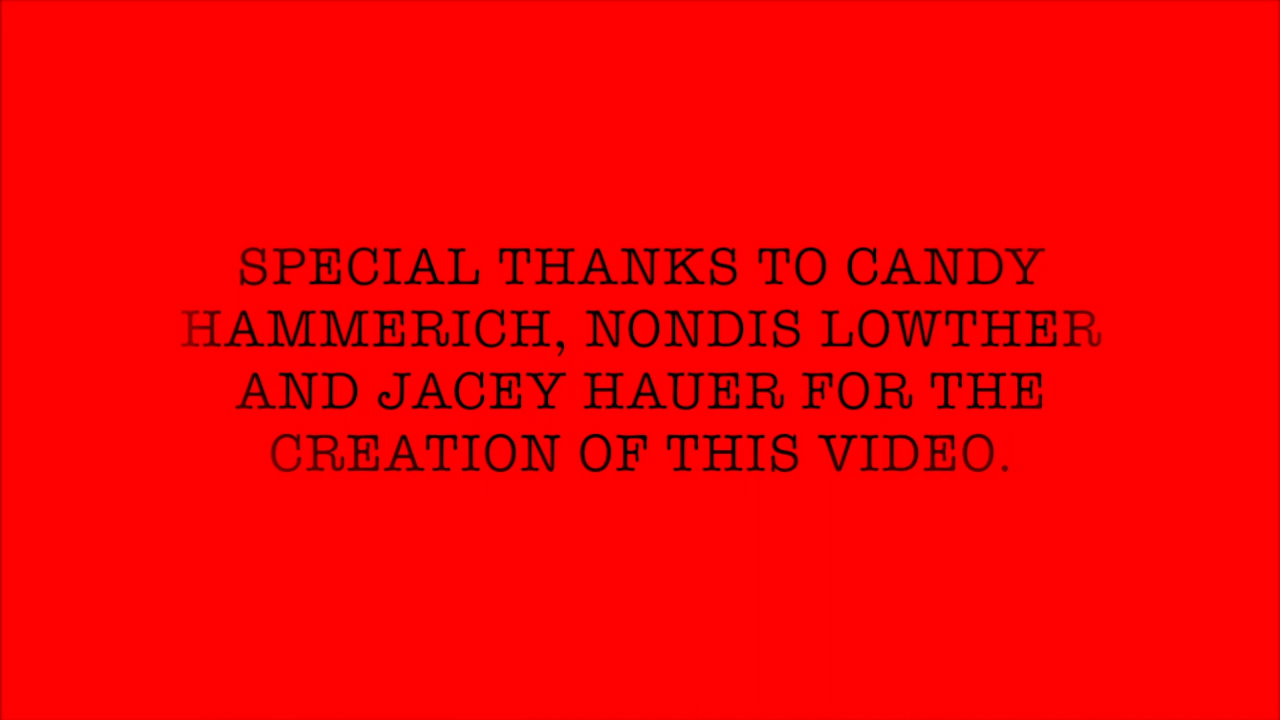 SPECIAL THANKS TO CANDY
HAMMERICH, NONDIS LOWTHER
AND JACEY HAUER FOR THE
CREATION OF THIS VIDEO.